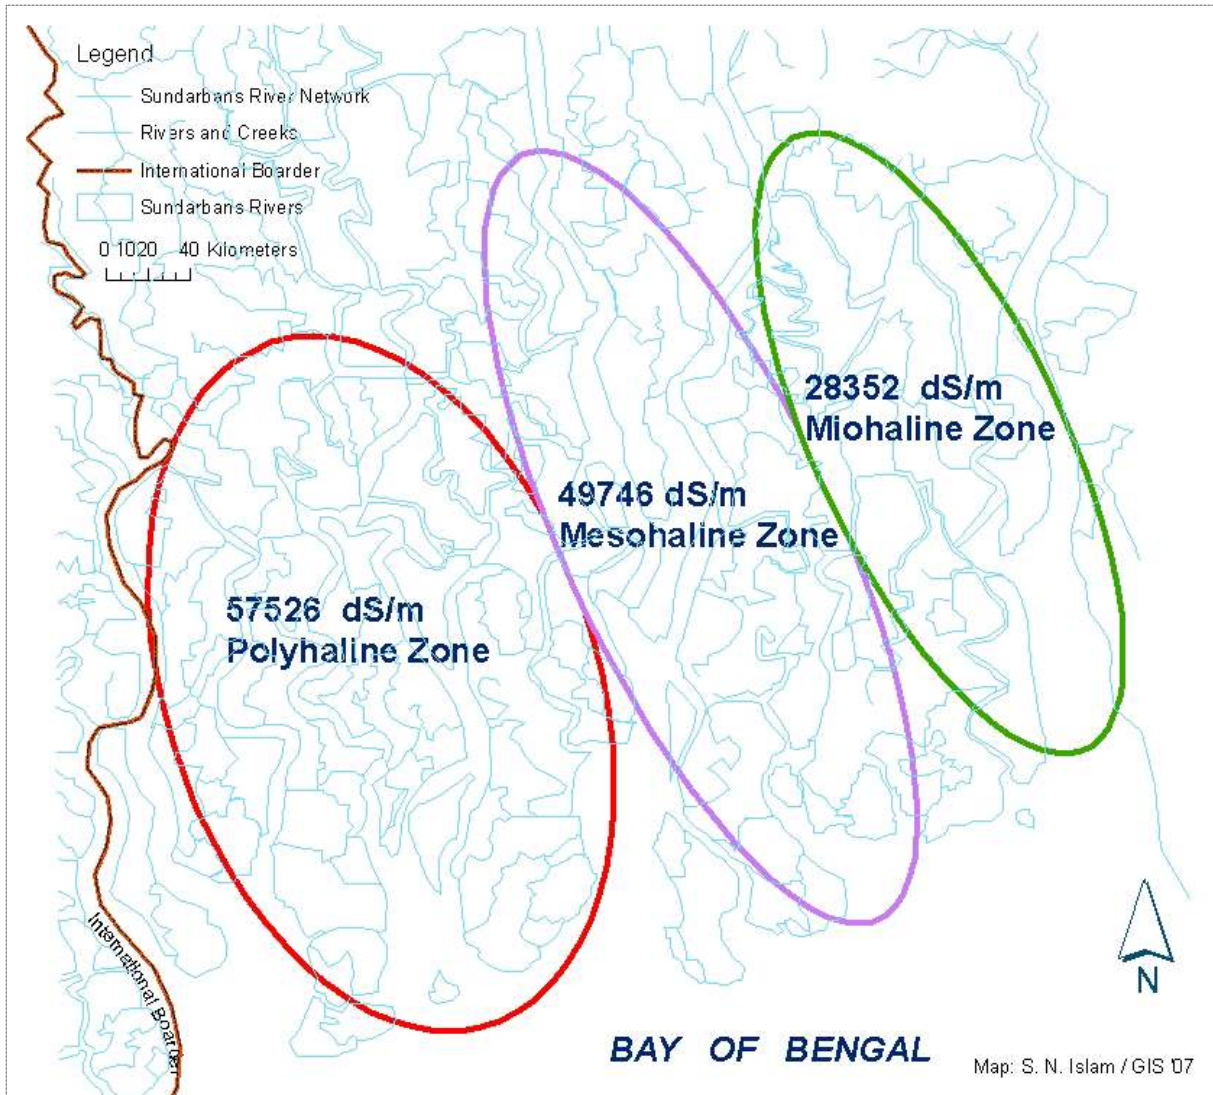 Legend
Sundarbans River Network
Rivers and Creeks
International Boarder
Sundarbans Rivers
0 1020 40 Kilometers
28352 dS/m
Miohaline Zone
49746 dS/m
Mesohaline Zone
57526 dS/m
Polyhaline Zone
International Boarder
N
BAY OF BENGAL
Map: S. N. Islam / GIS '07